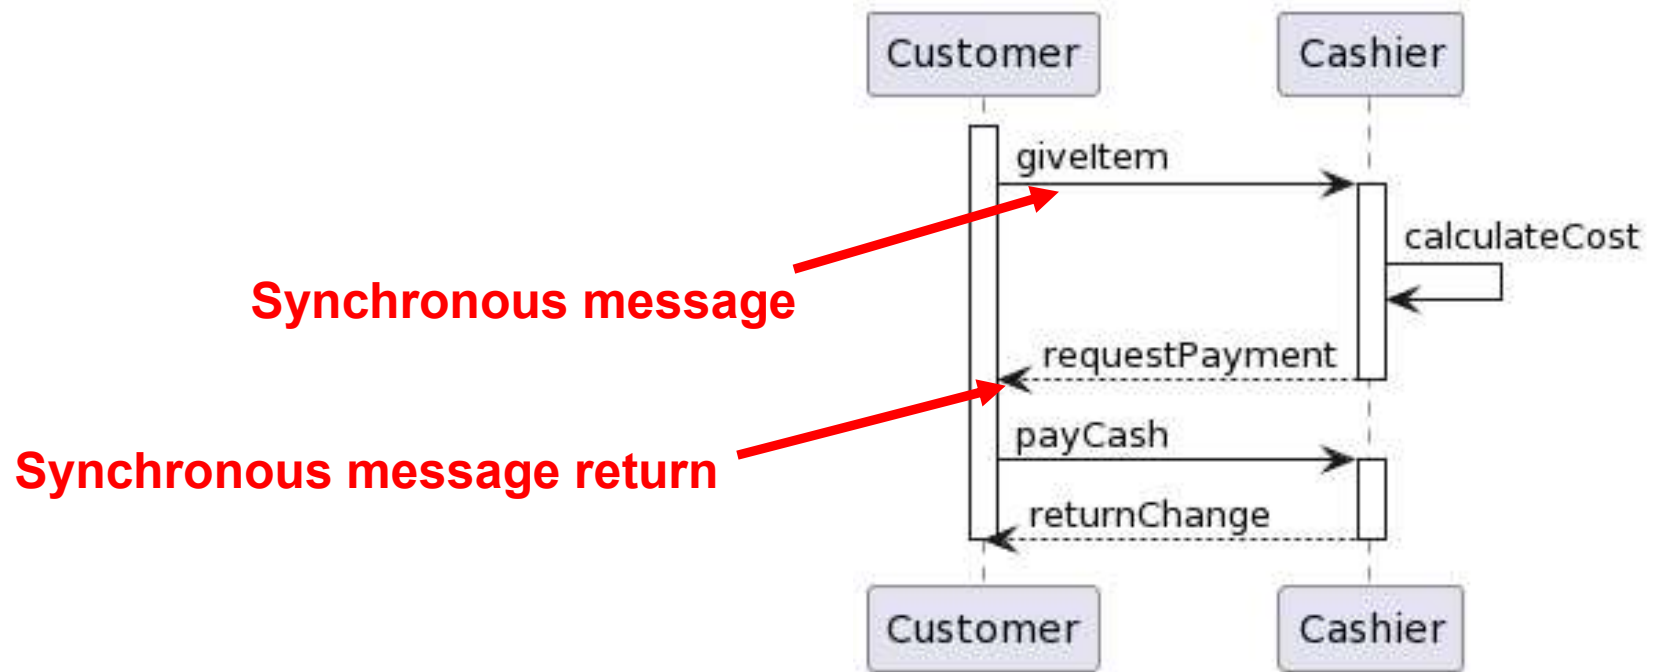 Customer
Cashier
giveItem
calculateCost
Synchronous message
requestPayment
payCash
Synchronous message return
returnChange
Customer
Cashier